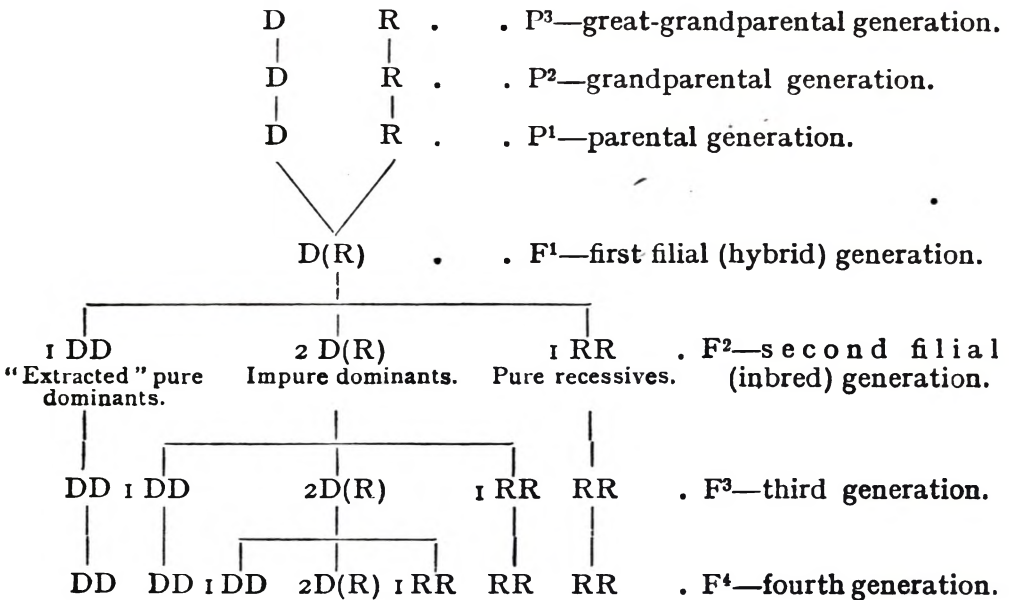 D R . . P³—great-grandparental generation.
D R . . P²—grandparental generation.
D R . . P¹—parental generation.
D(R) . . F¹—first filial (hybrid) generation.
1 DD 2 D(R) 1 RR . F²—second filial
"Extracted" pure Impure dominants. Pure recessives. (inbred) generation.
dominants.
DD 1 DD 2D(R) 1 RR RR . F³—third generation.
DD DD 1 DD 2D(R) 1 RR RR RR . F⁴—fourth generation.